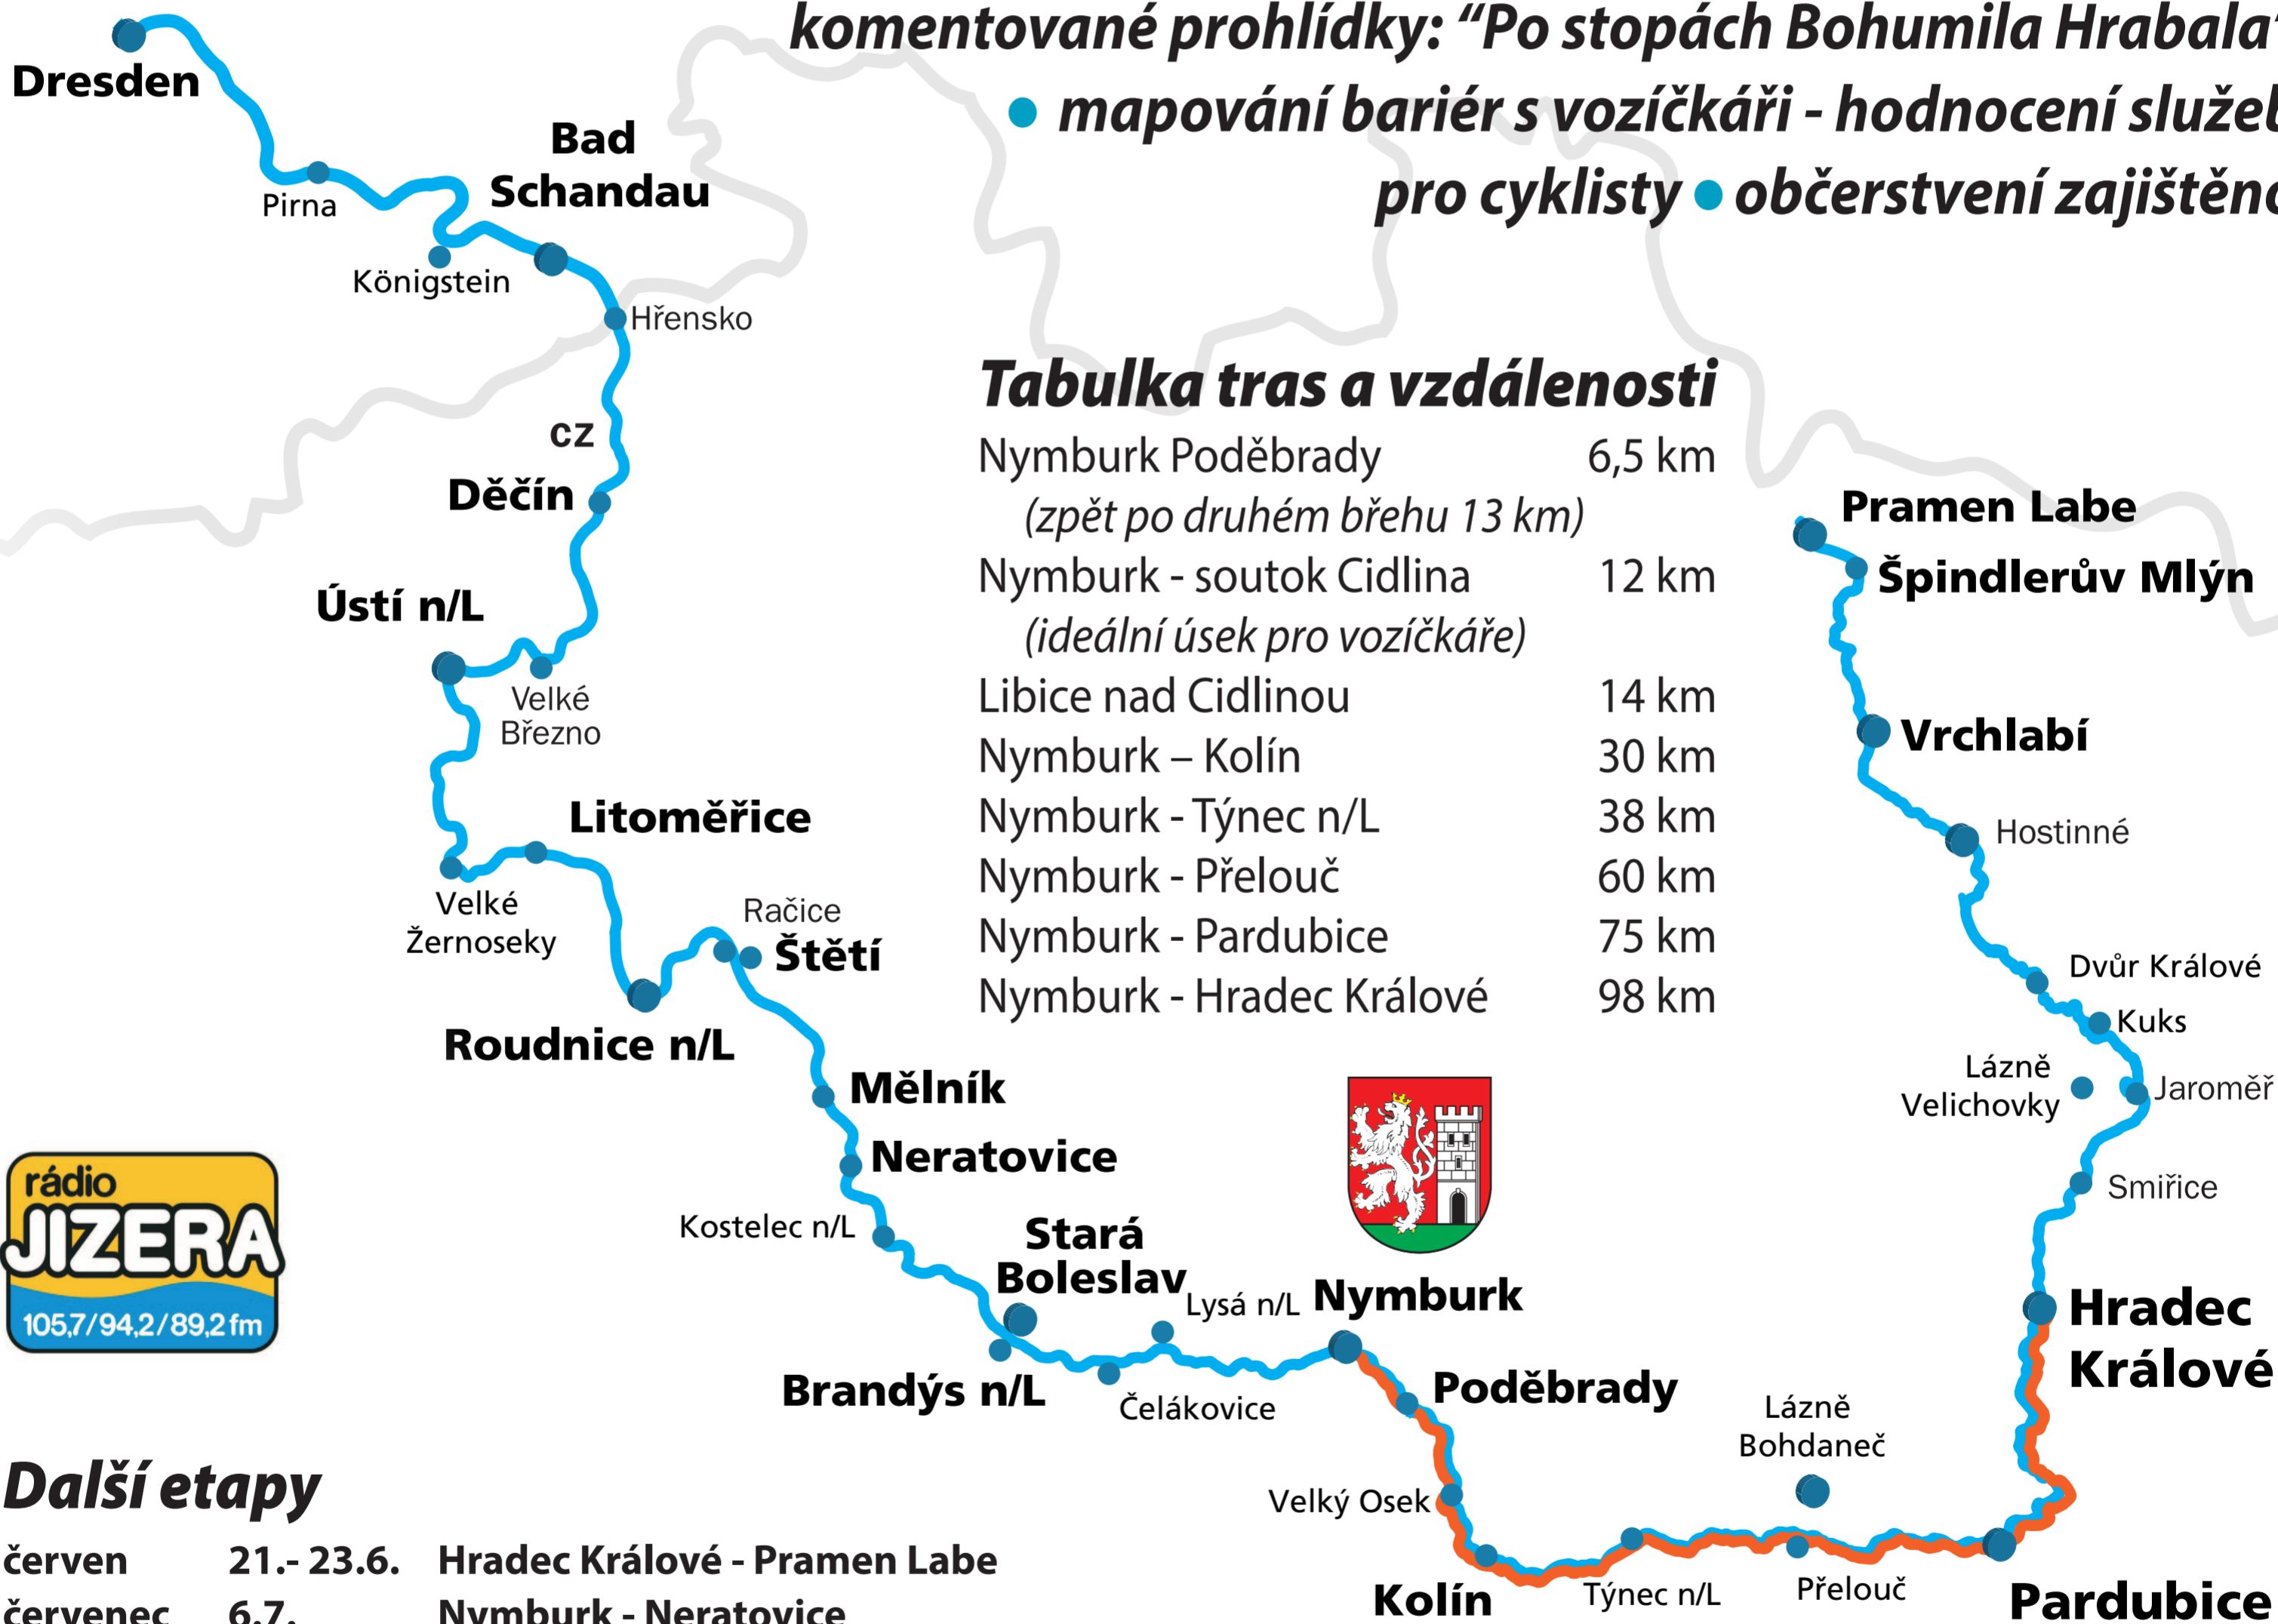 komentované prohlídky: “Po stopách Bohumila Hrabala”
• mapování bariér s vozíčkáři - hodnocení služeb
pro cyklisty • občerstvení zajištěno
Dresden
Bad
Schandau
Pirna
Königstein
Hřensko
cz
Děčín
Ústí n/L
Velké
Březno
Litoměřice
Velké
Žernoseky
Račice
Štětí
Roudnice n/L
Mělník
Neratovice
Kostelec n/L
Stará
Boleslav
Lysá n/L
Nymburk
Brandýs n/L
Čelákovice
Poděbrady
Velký Osek
Kolín
Týnec n/L
Přelouč
Lázně
Bohdaneč
Pardubice
Hradec
Králové
Smiřice
Jaroměř
Lázně
Velichovky
Kuks
Dvůr Králové
Hostinné
Vrchlabí
Špindlerův Mlýn
Pramen Labe
Tabulka tras a vzdálenosti
Nymburk Poděbrady 6,5 km
(zpět po druhém břehu 13 km)
Nymburk - soutok Cidlina 12 km
(ideální úsek pro vozíčkáře)
Libice nad Cidlinou 14 km
Nymburk – Kolín 30 km
Nymburk - Týnec n/L 38 km
Nymburk - Přelouč 60 km
Nymburk - Pardubice 75 km
Nymburk - Hradec Králové 98 km
rádio
JIZERA
105,7/94,2/89,2 fm
Další etapy
červen 21.- 23.6. Hradec Králové - Pramen Labe
červenec 6.7. Nymburk - Neratovice